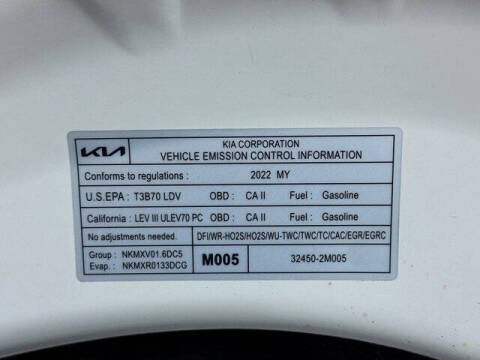 KIA
KIA CORPORATION
VEHICLE EMISSION CONTROL INFORMATION
Conforms to regulations : 2022 MY
U.S.EPA : T3B70 LDV OBD : CA II Fuel : Gasoline
California : LEV III ULEV70 PC OBD : CA II Fuel : Gasoline
No adjustments needed. DFI/WR-HO2S/HO2S/WU-TWC/TWC/TC/CAC/EGR/EGRC
Group : NKMXV01.6DC5
Evap. : NKMXR0133DCG
M005
32450-2M005